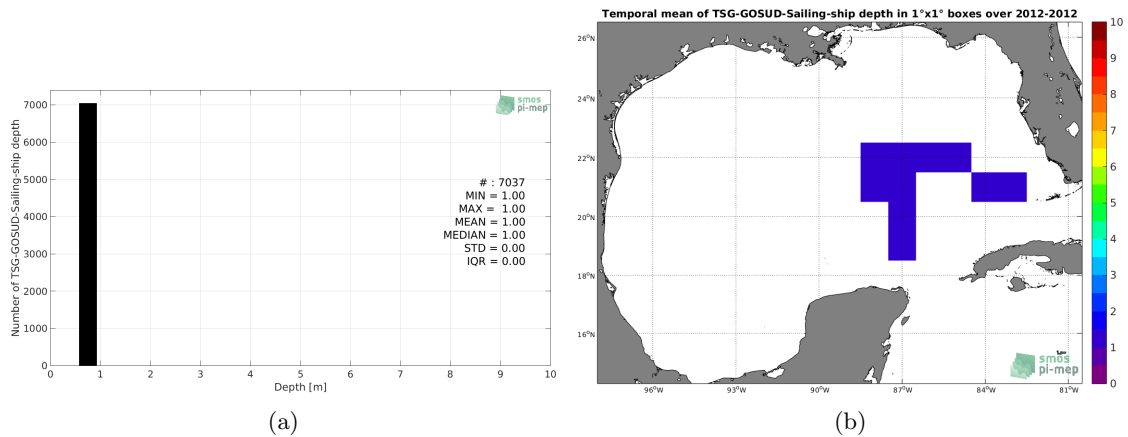 Temporal mean of TSG-GOSUD-Sailing-ship depth in 1°x1° boxes over 2012-2012
Number of TSG-GOSUD-Sailing-ship depth
7000
6000
5000
4000
3000
2000
1000
0
0 1 2 3 4 5 6 7 8 9 10
Depth [m]
smos
pi-mep
# : 7037
MIN = 1.00
MAX = 1.00
MEAN = 1.00
MEDIAN = 1.00
STD = 0.00
IQR = 0.00
(a)
26°N
24°N
22°N
20°N
18°N
16°N
96°W 93°W 90°W 87°W 84°W 81°W
smos
pi-mep
10
9
8
7
6
5
4
3
2
1
0
(b)